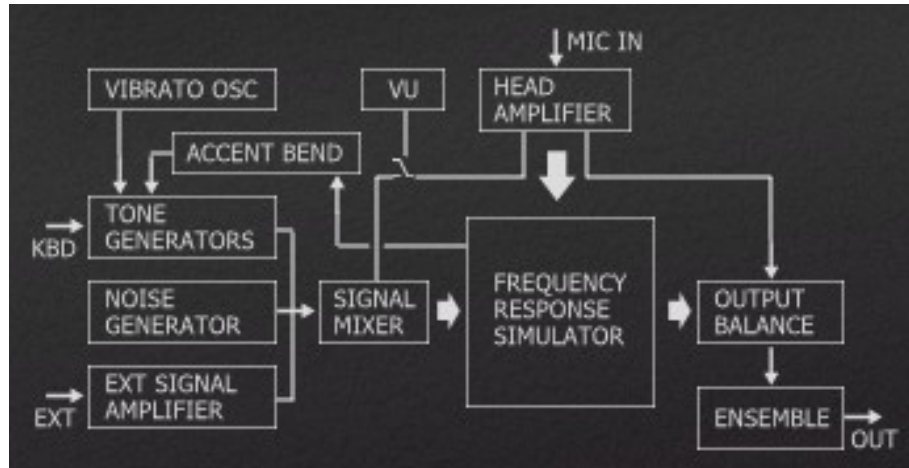 MIC IN
VIBRATO OSC
VU
HEAD
AMPLIFIER
ACCENT BEND
TONE
GENERATORS
KBD
NOISE
GENERATOR
SIGNAL
MIXER
FREQUENCY
RESPONSE
SIMULATOR
OUTPUT
BALANCE
EXT SIGNAL
AMPLIFIER
EXT
ENSEMBLE
OUT